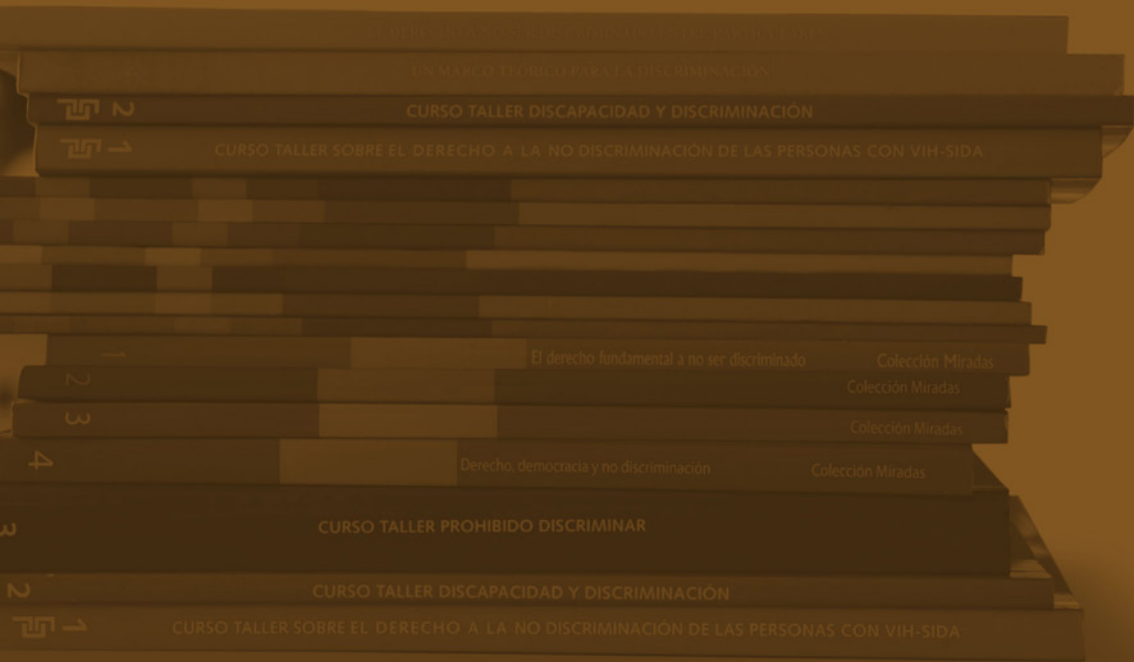 UN MARCO TEÓRICO PARA LA DISCRIMINACIÓN
2 CURSO TALLER DISCAPACIDAD Y DISCRIMINACIÓN
1 CURSO TALLER SOBRE EL DERECHO A LA NO DISCRIMINACIÓN DE LAS PERSONAS CON VIH-SIDA
1 El derecho fundamental a no ser discriminado Colección Miradas
2 Colección Miradas
3 Colección Miradas
4 Derecho, democracia y no discriminación Colección Miradas
3 CURSO TALLER PROHIBIDO DISCRIMINAR
2 CURSO TALLER DISCAPACIDAD Y DISCRIMINACIÓN
1 CURSO TALLER SOBRE EL DERECHO A LA NO DISCRIMINACIÓN DE LAS PERSONAS CON VIH-SIDA